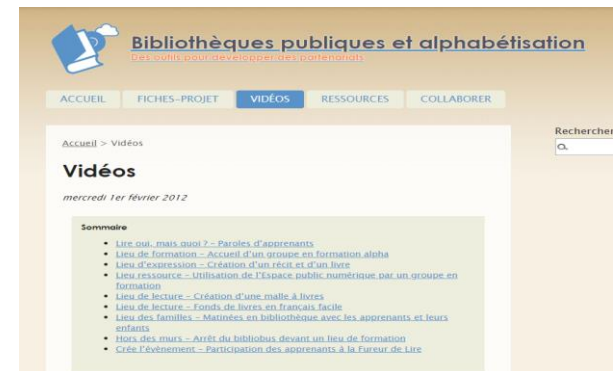 Bibliothèques publiques et alphabétisation
Des outils pour développer des partenariats
ACCUEIL FICHES-PROJET VIDÉOS RESSOURCES COLLABORER
Rechercher
Accueil > Vidéos
Vidéos
mercredi 1er février 2012
Sommaire
• Lire oui, mais quoi ? – Paroles d'apprenants
• Lieu de formation – Accueil d'un groupe en formation alpha
• Lieu d'expression – Création d'un récit et d'un livre
• Lieu ressource – Utilisation de l'Espace public numérique par un groupe en
formation
• Lieu de lecture – Création d'une malle à livres
• Lieu de lecture – Fonds de livres en français facile
• Lieu des familles – Matinées en bibliothèque avec les apprenants et leurs
enfants
• Hors des murs – Arrêt du bibliobus devant un lieu de formation
• Crée l'évènement – Participation des apprenants à la Fureur de Lire